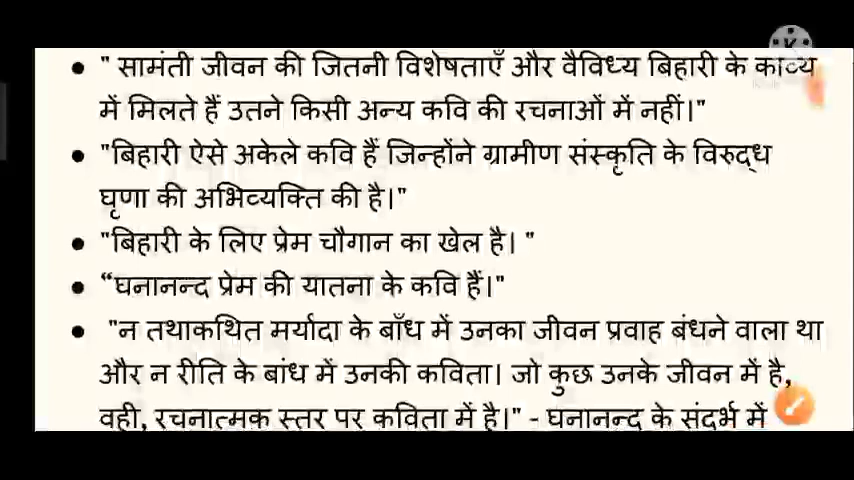 • " सामंती जीवन की जितनी विशेषताएँ और वैविध्य बिहारी के काव्य
में मिलते हैं उतने किसी अन्य कवि की रचनाओं में नहीं।"
• "बिहारी ऐसे अकेले कवि हैं जिन्होंने ग्रामीण संस्कृति के विरुद्ध
घृणा की अभिव्यक्ति की है।"
• "बिहारी के लिए प्रेम चौगान का खेल है। "
• “घनानन्द प्रेम की यातना के कवि हैं।"
• "न तथाकथित मर्यादा के बाँध में उनका जीवन प्रवाह बंधने वाला था
और न रीति के बांध में उनकी कविता। जो कुछ उनके जीवन में है,
वही, रचनात्मक स्तर पर कविता में है।" - घनानन्द के संदर्भ में